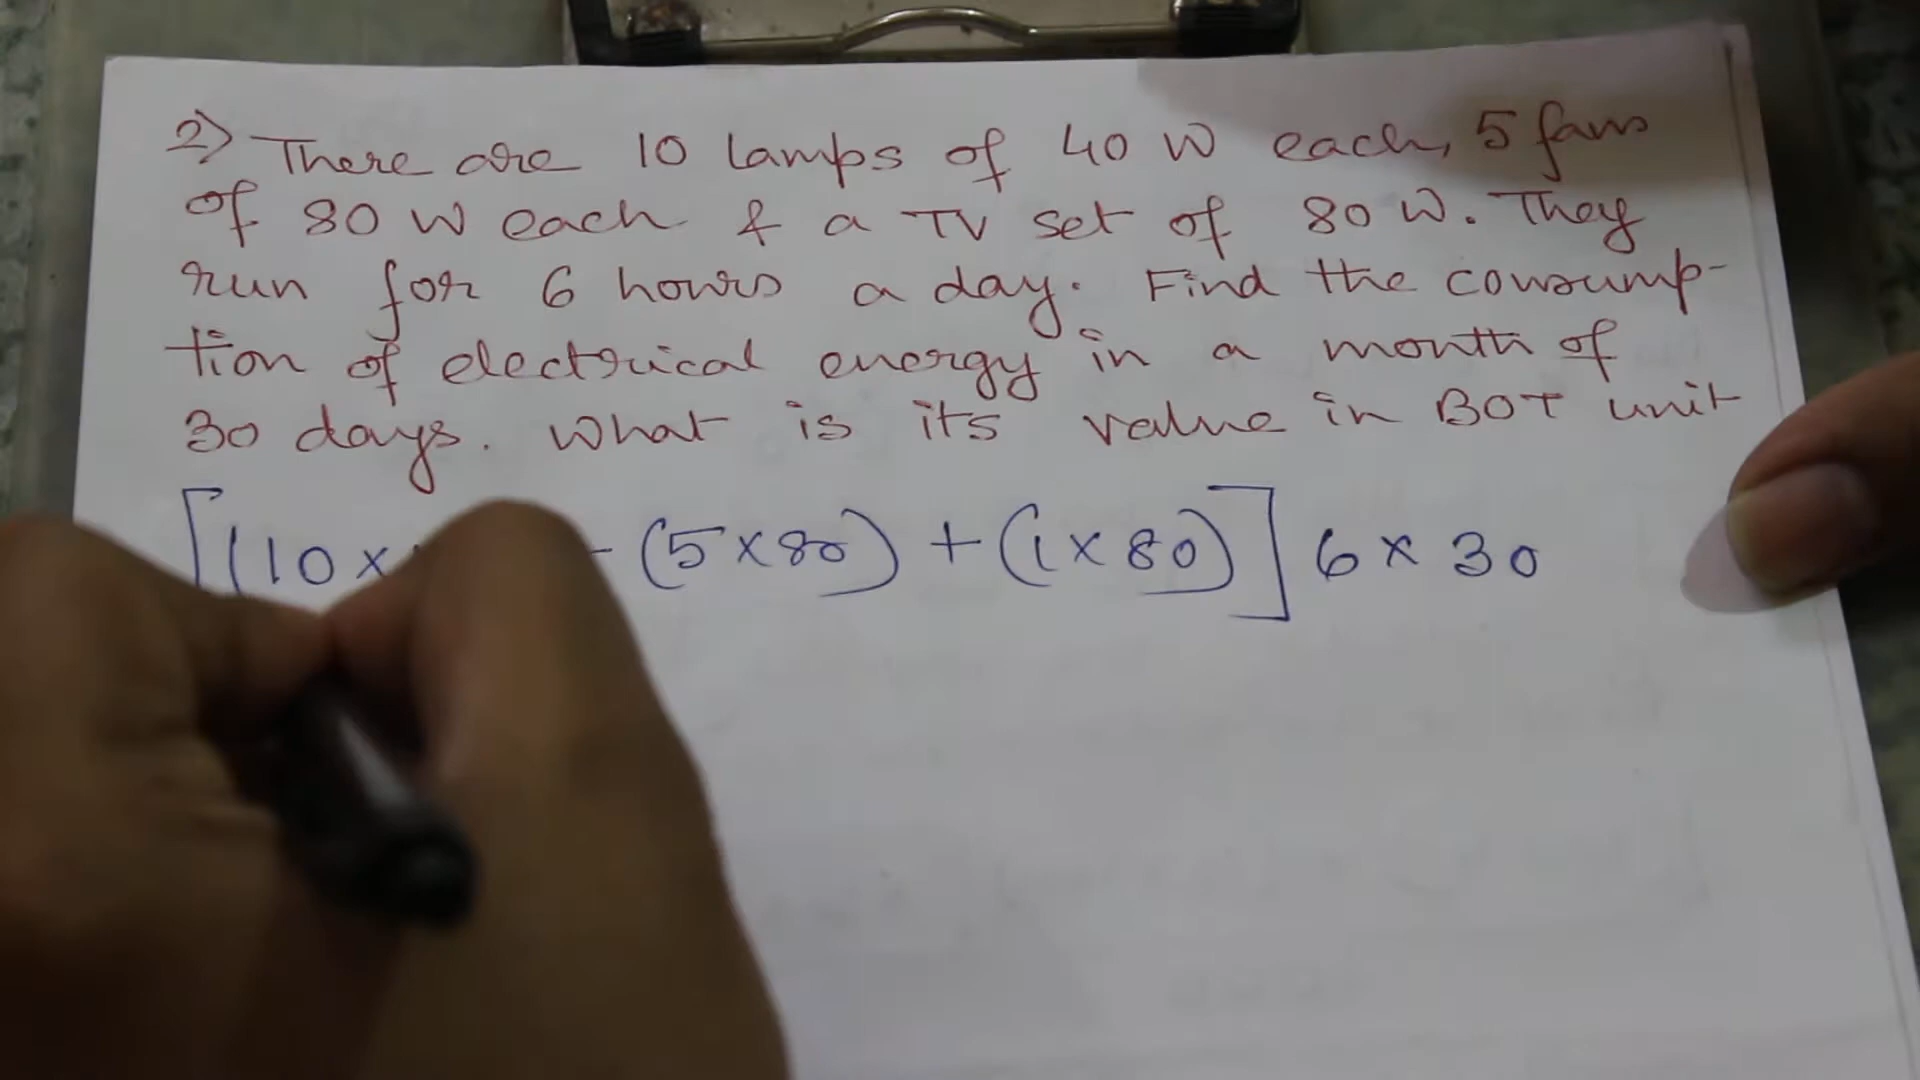 2) There are 10 lamps of 40 W each, 5 fans
of 80 W each & a TV set of 80 W. They
run for 6 hours a day. Find the consump-
tion of electrical energy in a month of
30 days. What is its value in BOT unit
[(10 × (5 × 80) + (1 × 80)] 6 × 30